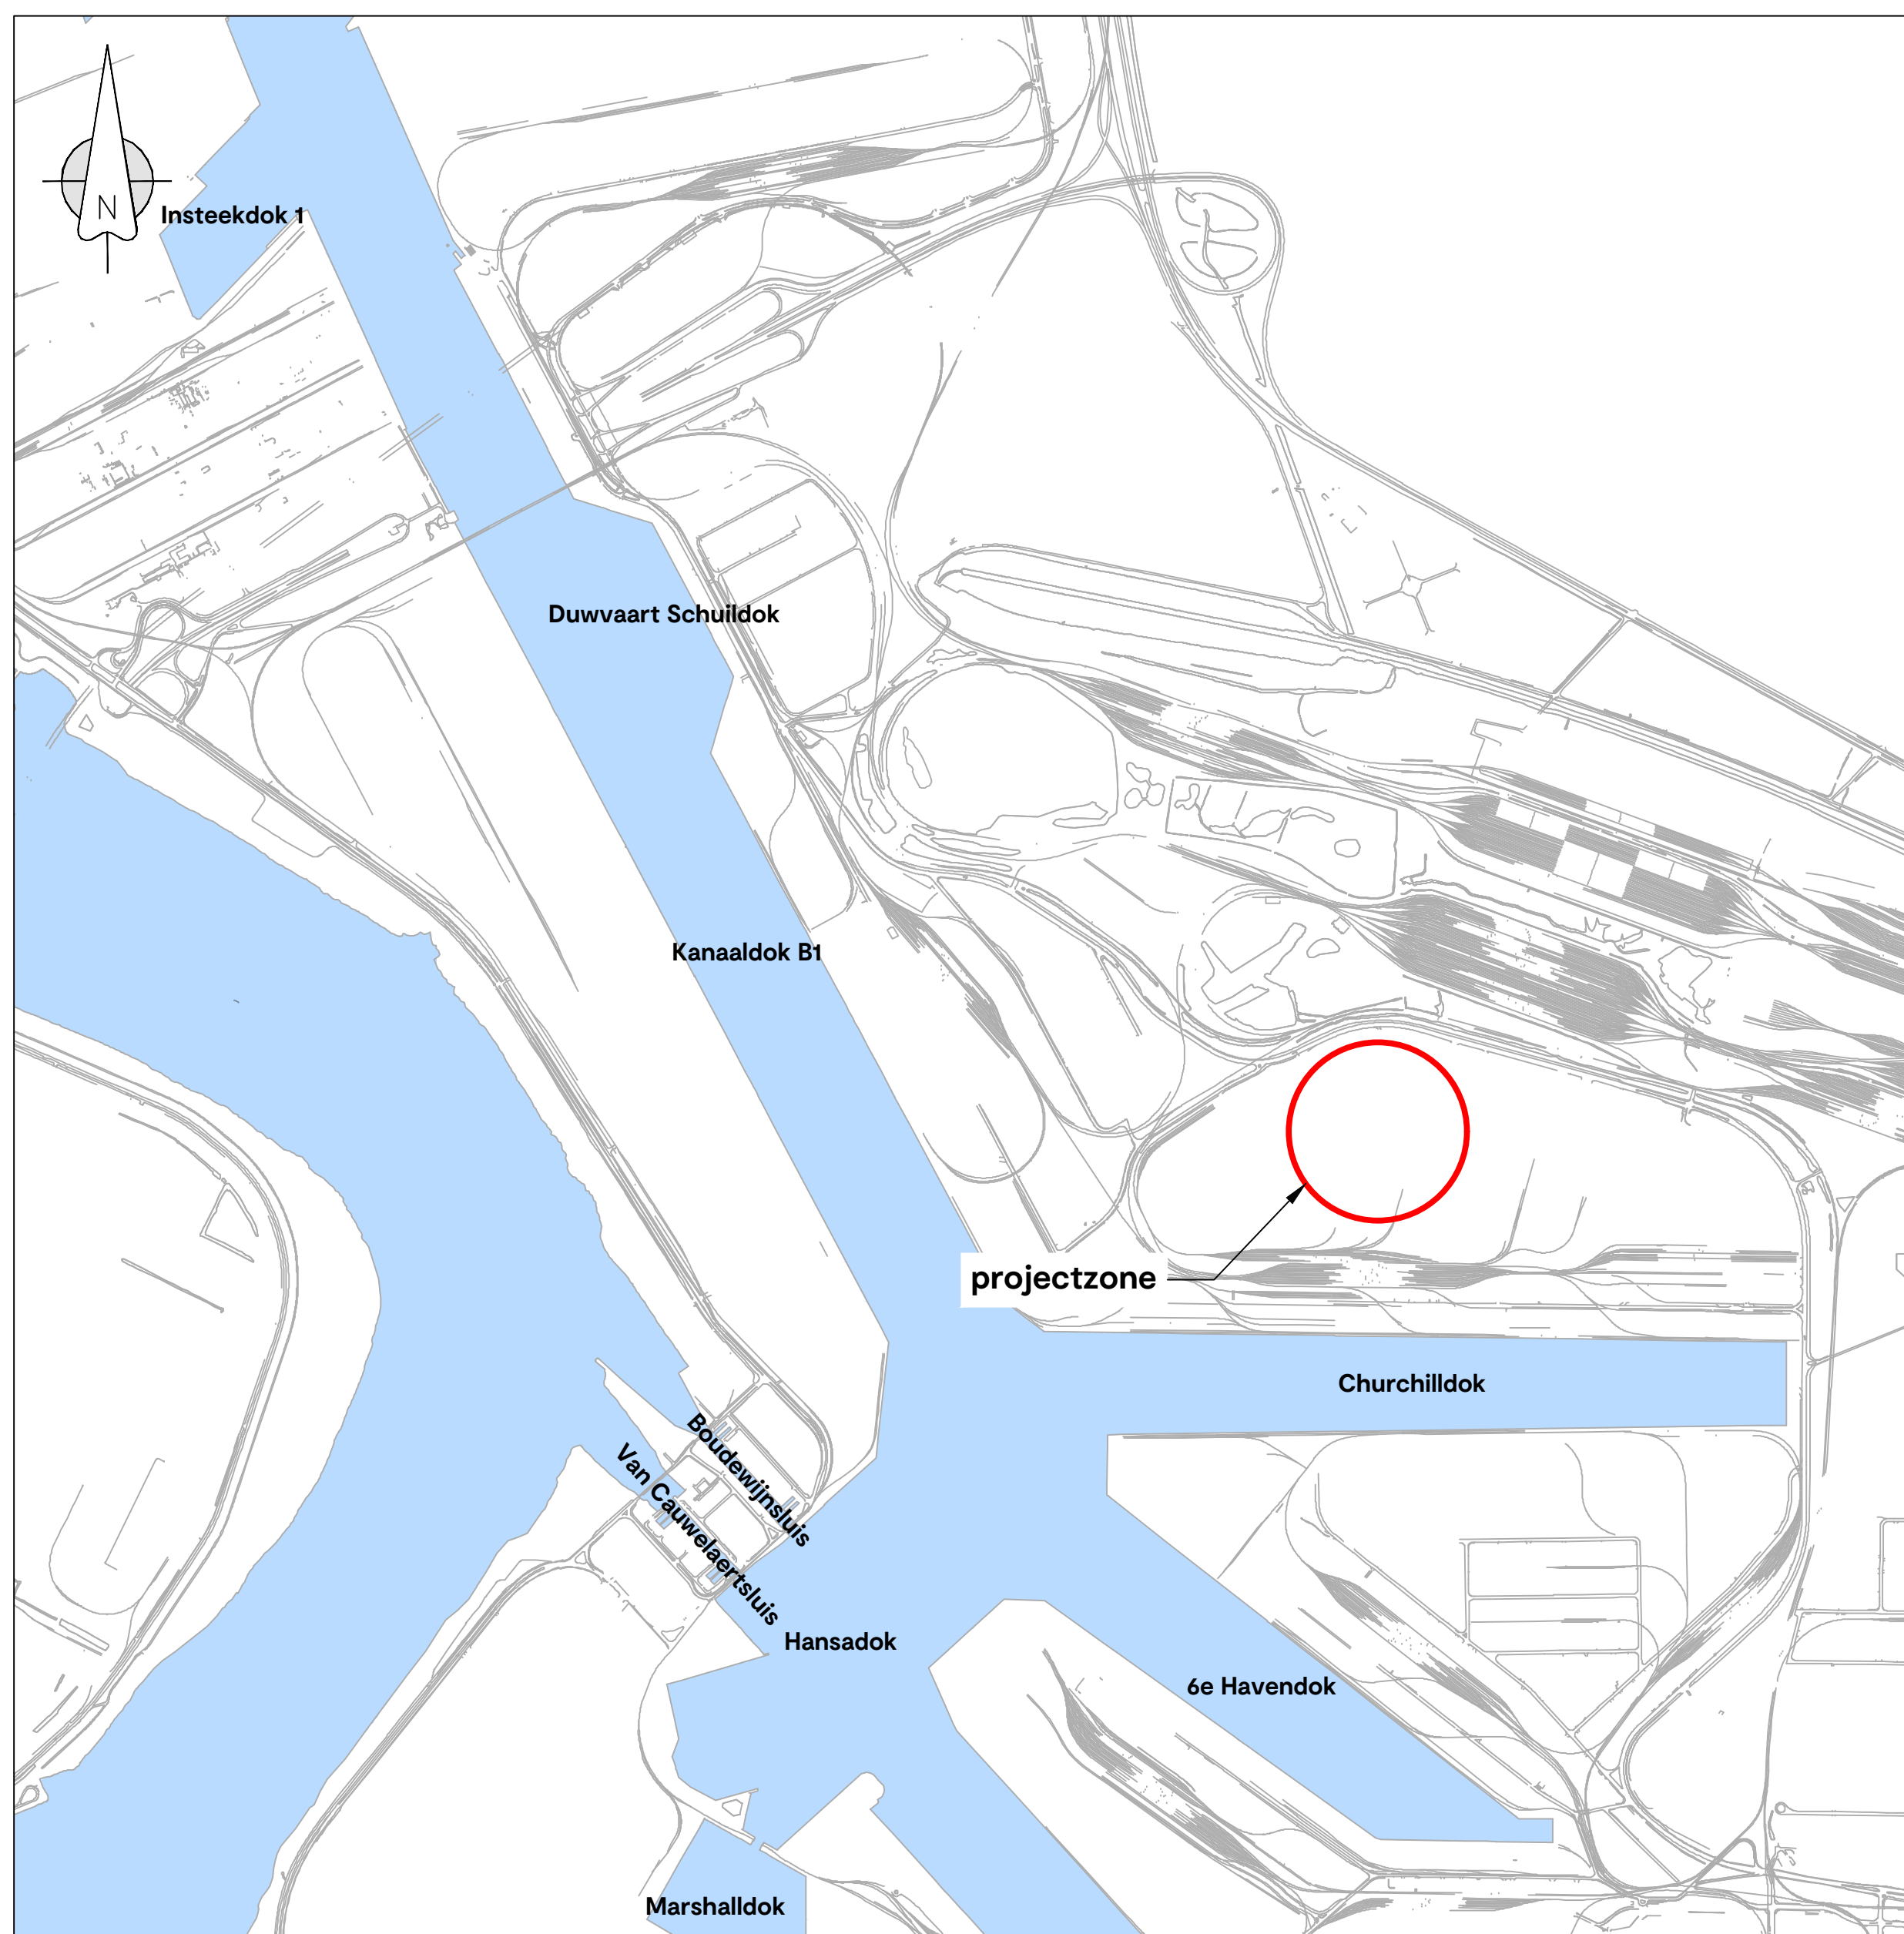 N
Insteekdok 1
Duwvaart Schuildok
Kanaaldok B1
projectzone
Churchilldok
Boudewijnsluis
Van Cauwelaertsluis
Hansadok
6e Havendok
Marshalldok